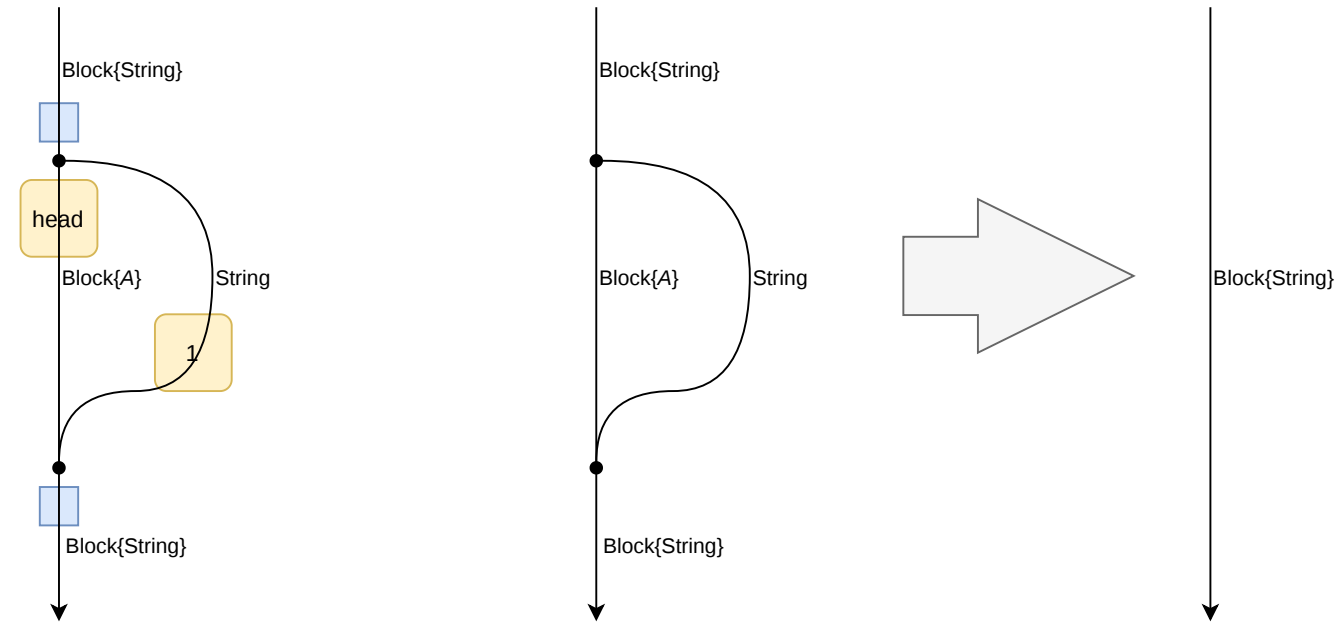 Block{String}
head
Block{A}
String
1
Block{String}
Block{String}
Block{A}
String
Block{String}
Block{String}